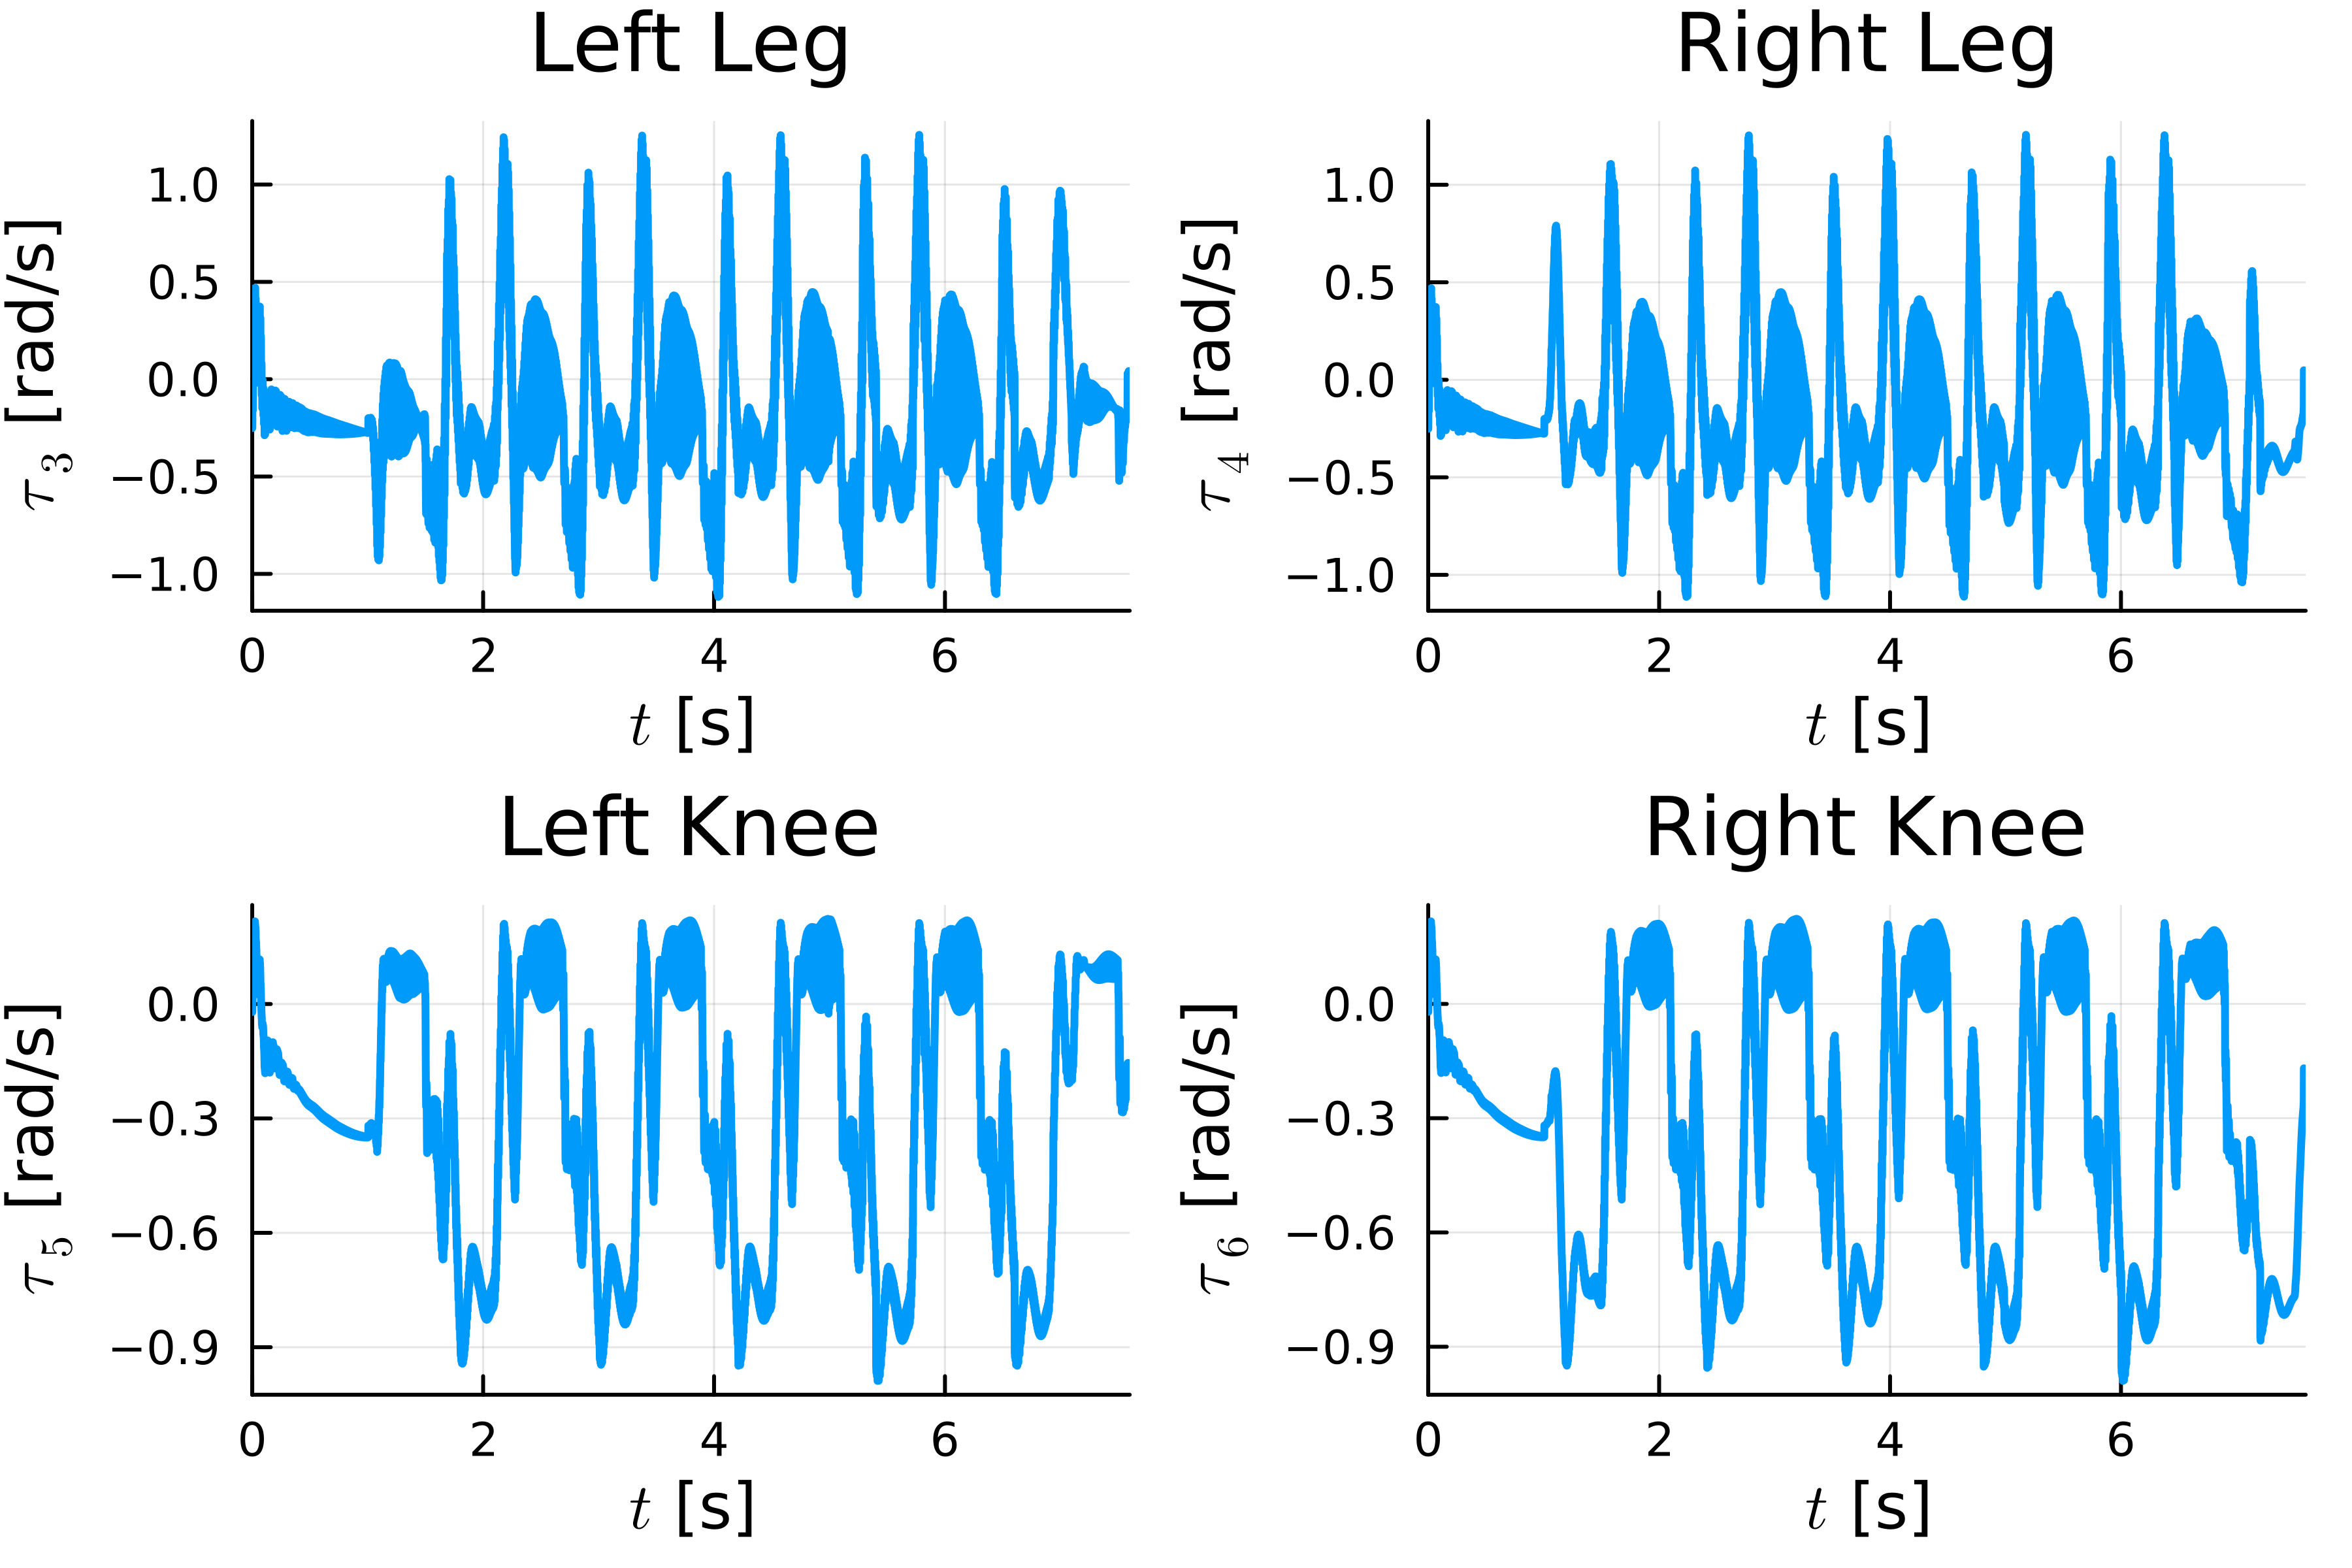 Left Leg
τ₃ [rad/s]
1.0
0.5
0.0
−0.5
−1.0
0 2 4 6
t [s]
Right Leg
τ₄ [rad/s]
1.0
0.5
0.0
−0.5
−1.0
0 2 4 6
t [s]
Left Knee
τ₅ [rad/s]
0.0
−0.3
−0.6
−0.9
0 2 4 6
t [s]
Right Knee
τ₆ [rad/s]
0.0
−0.3
−0.6
−0.9
0 2 4 6
t [s]